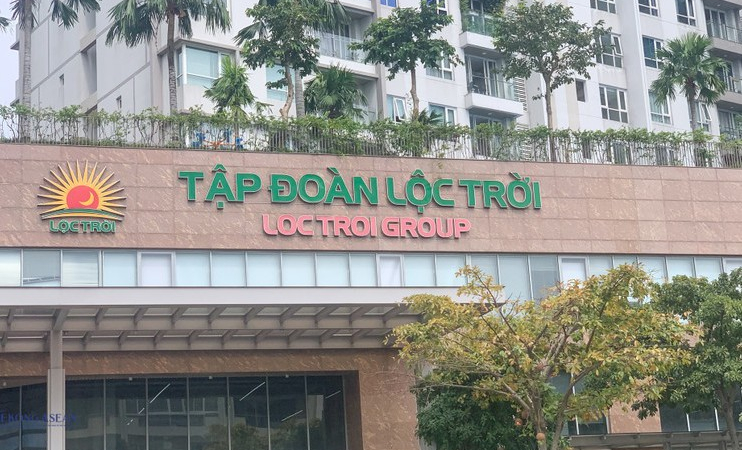 TẬP ĐOÀN LỘC TRỜI
LOC TROI GROUP
LỘC TRỜI